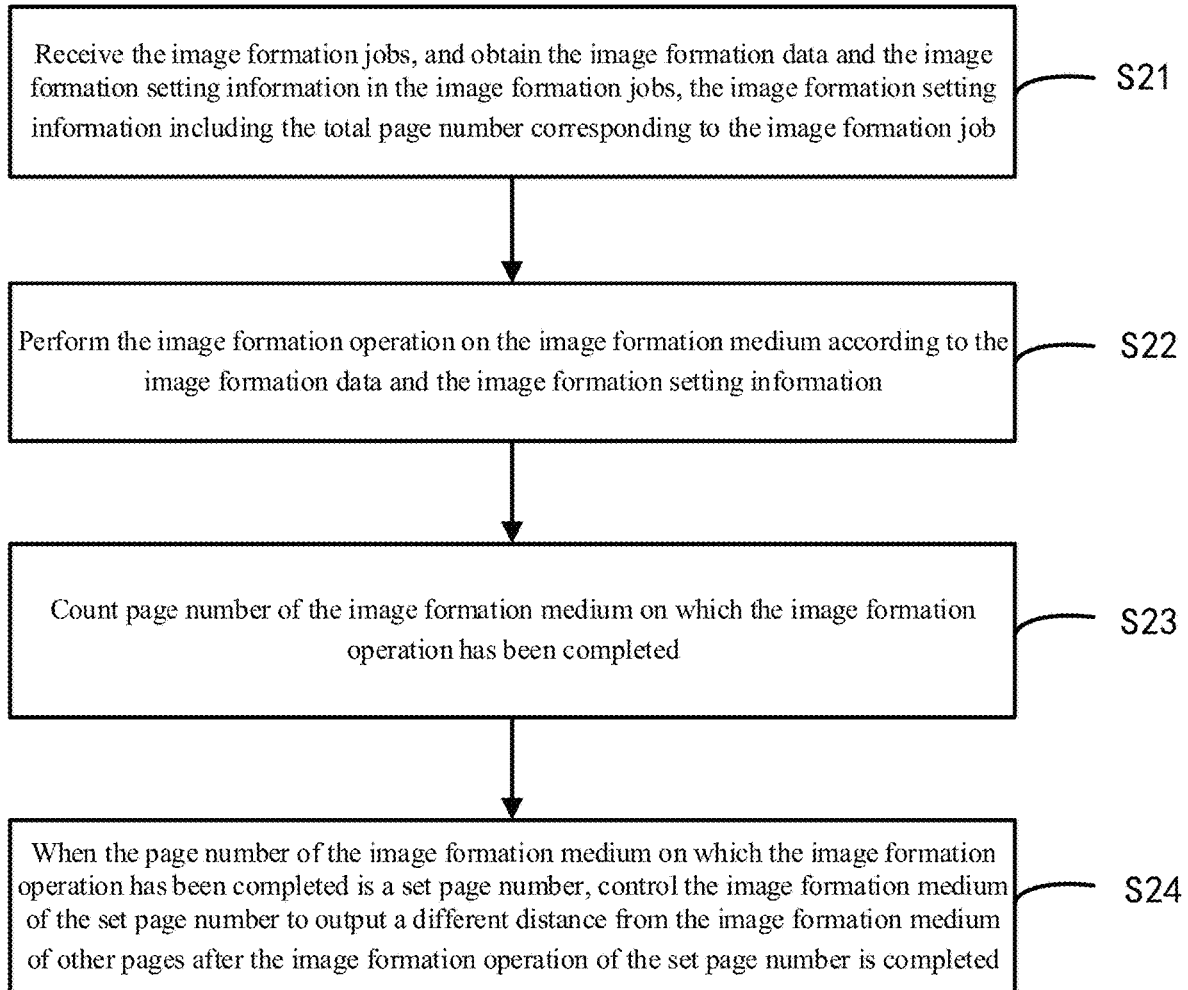 Receive the image formation jobs, and obtain the image formation data and the image
formation setting information in the image formation jobs, the image formation setting
information including the total page number corresponding to the image formation job
S21
Perform the image formation operation on the image formation medium according to the
image formation data and the image formation setting information
S22
Count page number of the image formation medium on which the image formation
operation has been completed
S23
When the page number of the image formation medium on which the image formation
operation has been completed is a set page number, control the image formation medium
of the set page number to output a different distance from the image formation medium
of other pages after the image formation operation of the set page number is completed
S24